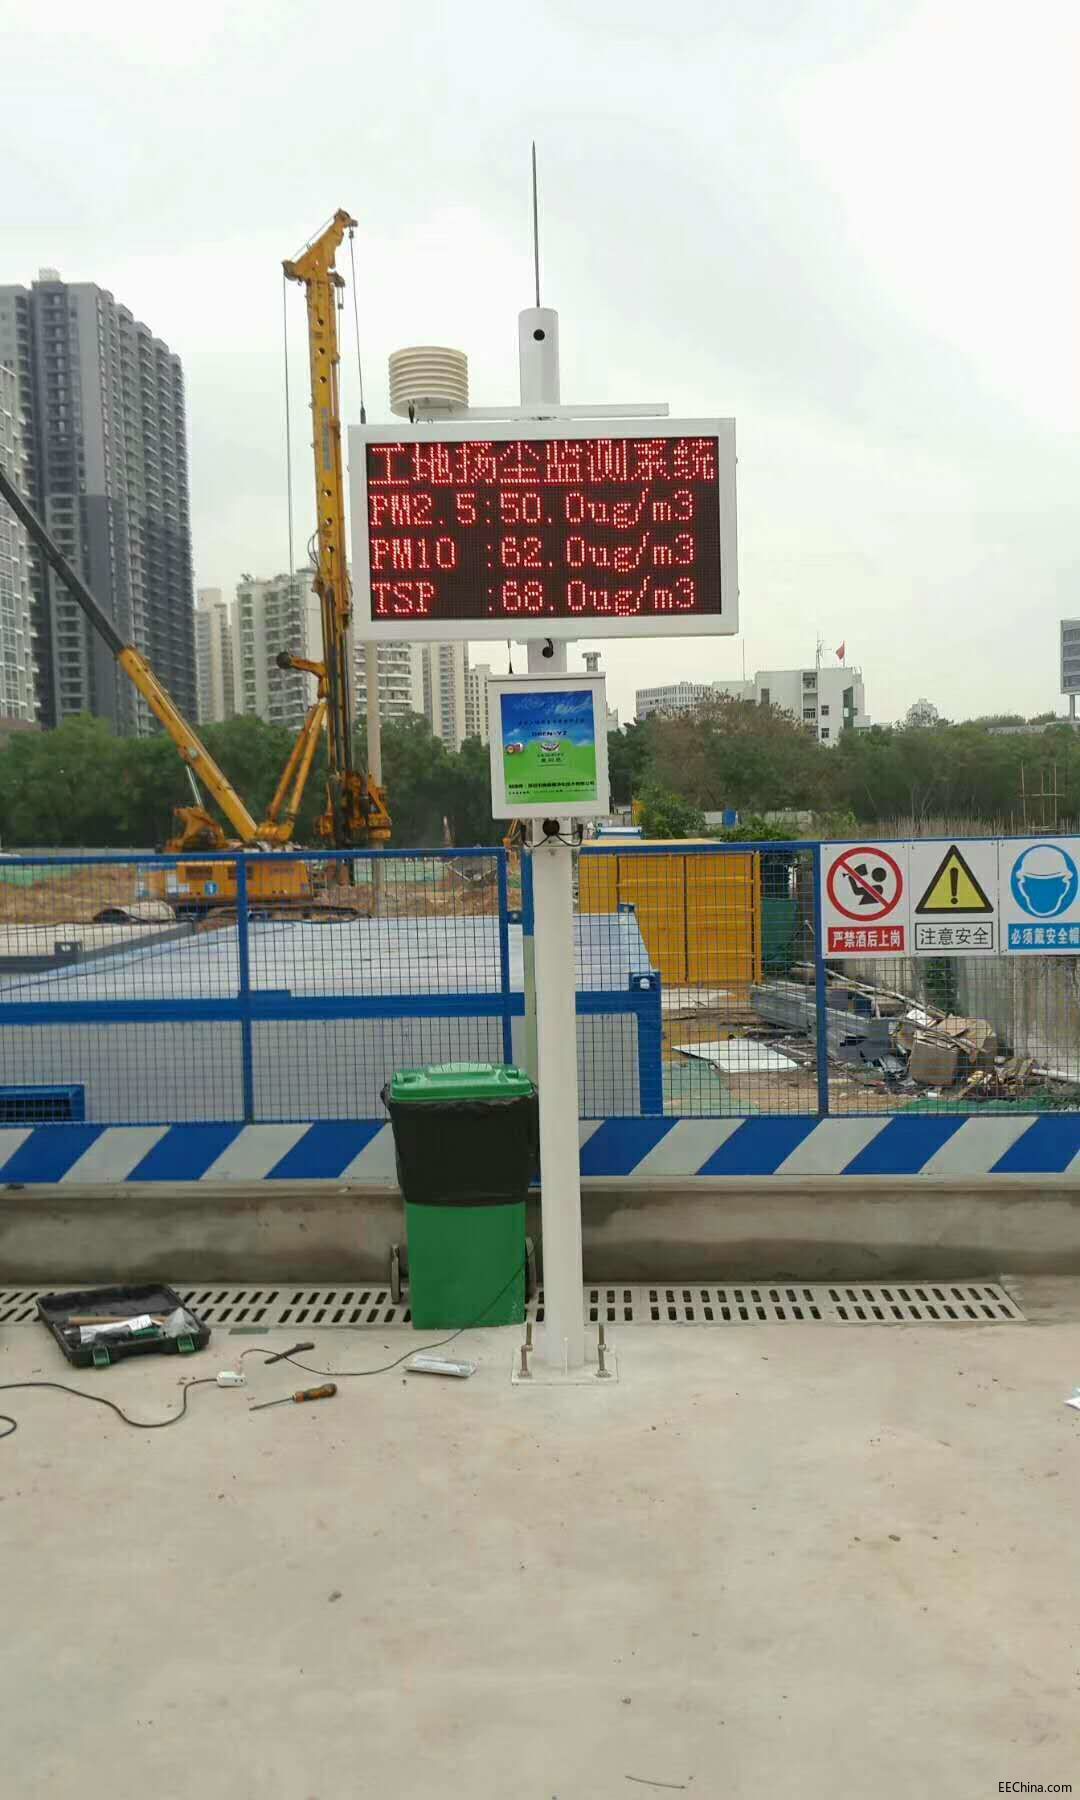 工地扬尘监测系统
PM2.5:50.0ug/m3
PM10 :62.0ug/m3
TSP :68.0ug/m3
OSEN-YZ
严禁酒后上岗
注意安全
必须戴安全帽
EEChina.com